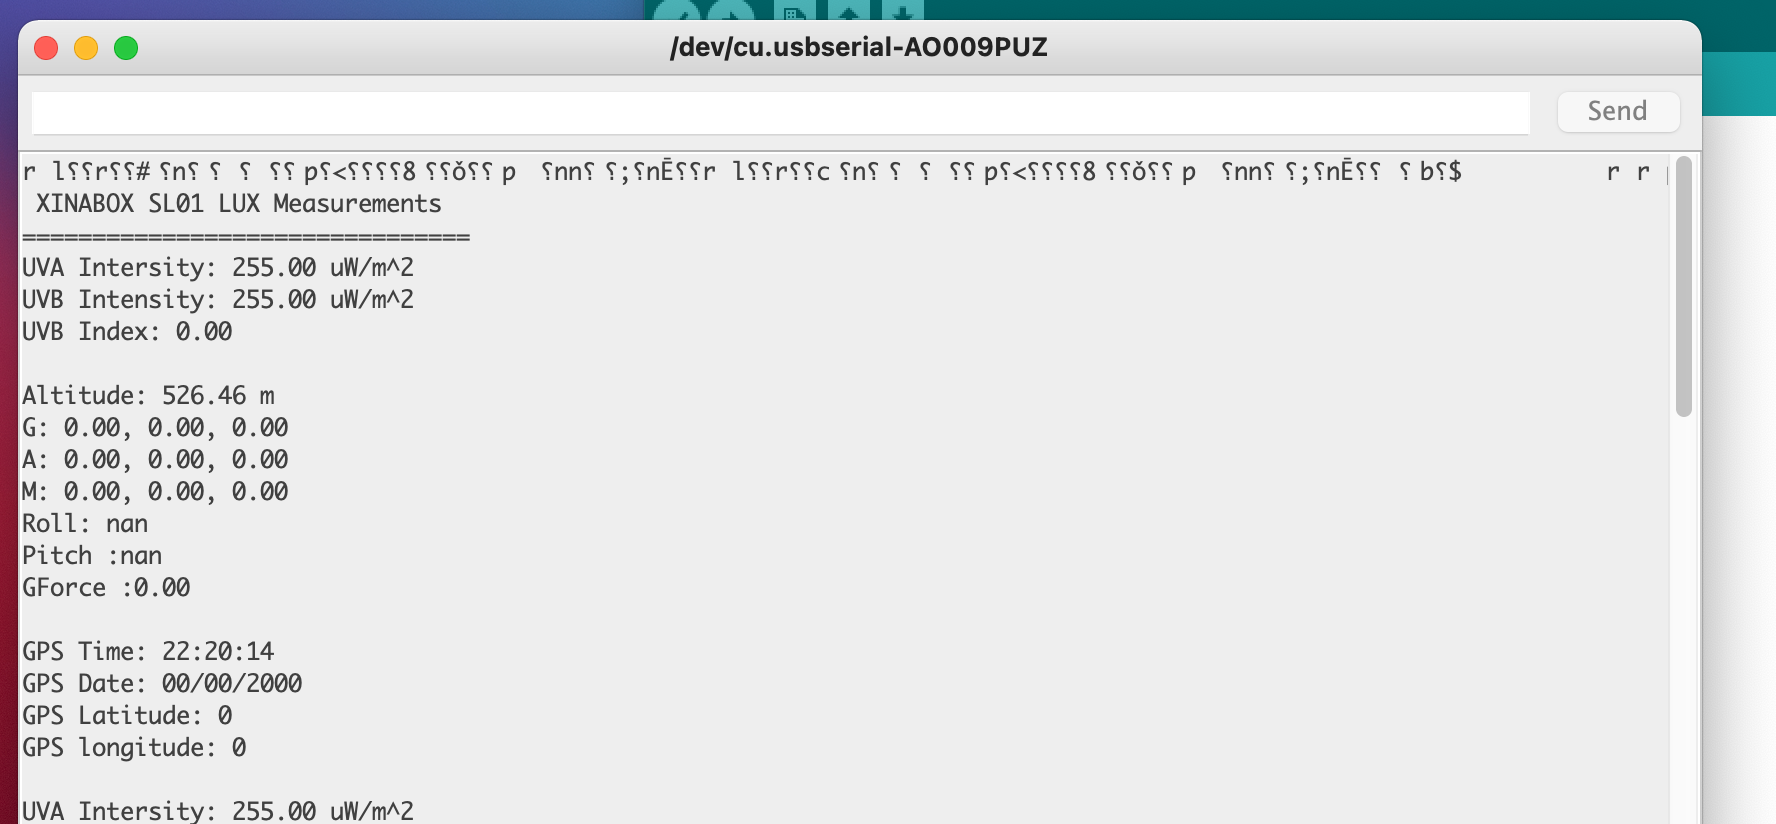 /dev/cu.usbserial-AO009PUZ
Send
r l⸮⸮r⸮⸮#⸮n⸮ ⸮ ⸮ ⸮⸮p⸮<⸮⸮⸮⸮8⸮⸮ǒ⸮⸮p ⸮nn⸮⸮;⸮nĒ⸮⸮r l⸮⸮r⸮⸮c⸮n⸮ ⸮ ⸮ ⸮⸮p⸮<⸮⸮⸮⸮8⸮⸮ǒ⸮⸮p ⸮nn⸮⸮;⸮nĒ⸮⸮ ⸮b⸮$ r r
XINABOX SL01 LUX Measurements
================================
UVA Intersity: 255.00 uW/m^2
UVB Intensity: 255.00 uW/m^2
UVB Index: 0.00
Altitude: 526.46 m
G: 0.00, 0.00, 0.00
A: 0.00, 0.00, 0.00
M: 0.00, 0.00, 0.00
Roll: nan
Pitch :nan
GForce :0.00
GPS Time: 22:20:14
GPS Date: 00/00/2000
GPS Latitude: 0
GPS longitude: 0
UVA Intersity: 255.00 uW/m^2